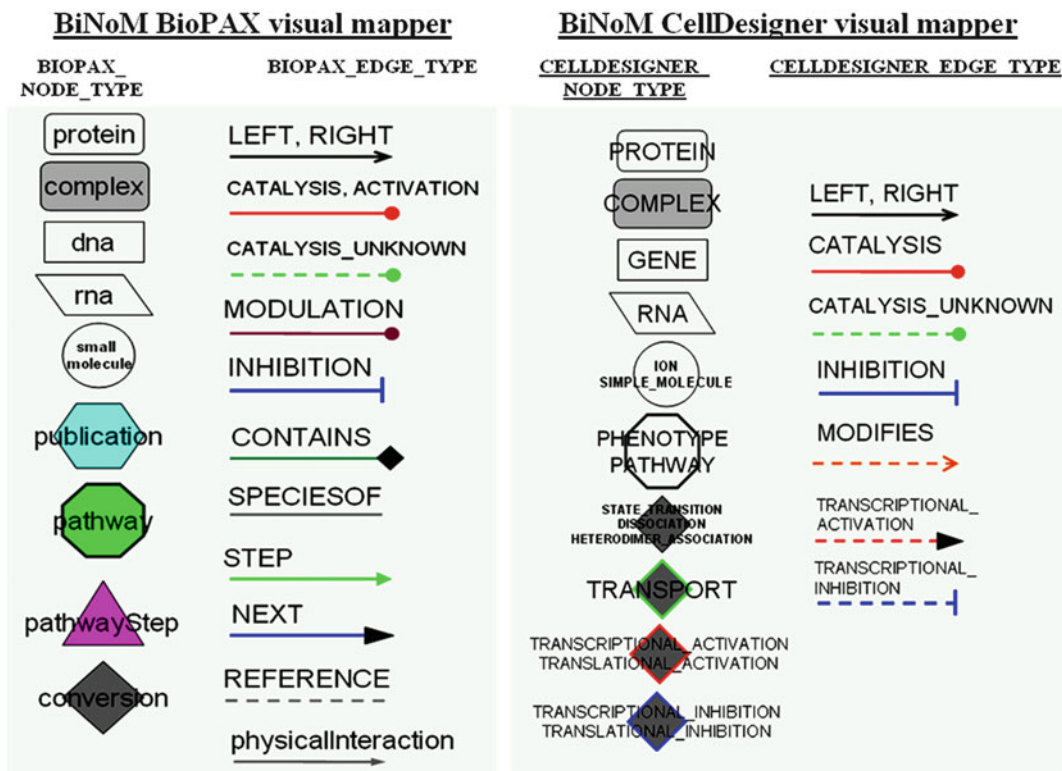 BiNoM BioPAX visual mapper
BIOPAX_
NODE_TYPE
BIOPAX_EDGE_TYPE
protein
complex
dna
rna
small
molecule
publication
pathway
pathwayStep
conversion
LEFT, RIGHT
CATALYSIS, ACTIVATION
CATALYSIS_UNKNOWN
MODULATION
INHIBITION
CONTAINS
SPECIESOF
STEP
NEXT
REFERENCE
physicalInteraction
BiNoM CellDesigner visual mapper
CELLDESIGNER_
NODE_TYPE
CELLDESIGNER_EDGE_TYPE
PROTEIN
COMPLEX
GENE
RNA
ION
SIMPLE_MOLECULE
PHENOTYPE
PATHWAY
STATE_TRANSITION
DISSOCIATION
HETERODIMER_ASSOCIATION
TRANSPORT
TRANSCRIPTIONAL_ACTIVATION
TRANSLATIONAL_ACTIVATION
TRANSCRIPTIONAL_INHIBITION
TRANSLATIONAL_INHIBITION
LEFT, RIGHT
CATALYSIS
CATALYSIS_UNKNOWN
INHIBITION
MODIFIES
TRANSCRIPTIONAL_
ACTIVATION
TRANSCRIPTIONAL_
INHIBITION